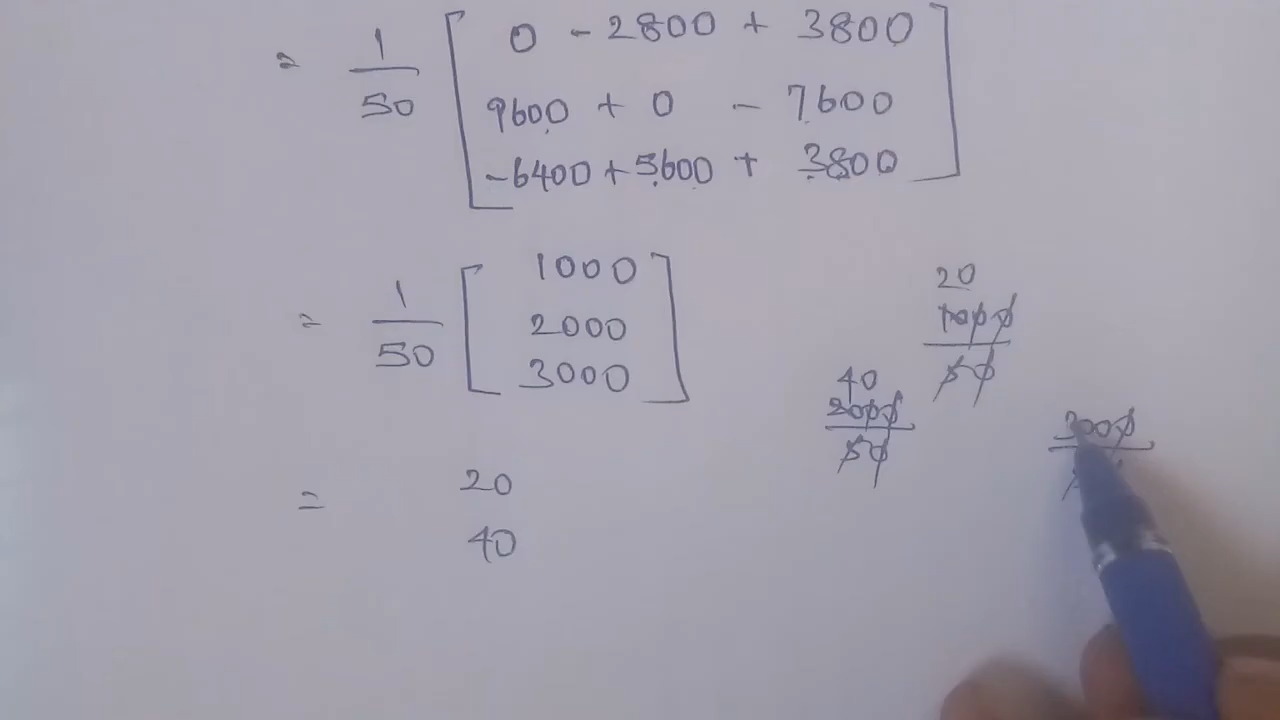 = 1/50 [ 0 - 2800 + 3800
9600 + 0 - 7600
-6400 + 5600 + 3800 ]
= 1/50 [ 1000
2000
3000 ]
20
1000/50
40
2000/50
3000
= 20
40